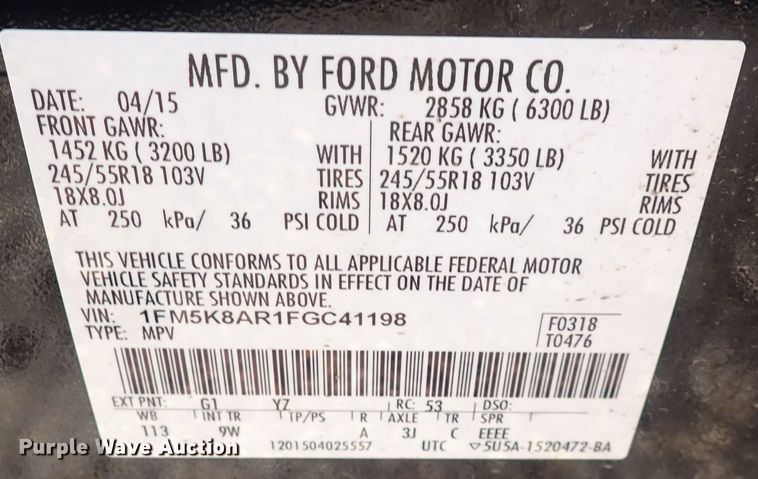 MFD. BY FORD MOTOR CO.
DATE: 04/15 GVWR: 2858 KG ( 6300 LB)
FRONT GAWR: REAR GAWR:
1452 KG ( 3200 LB) WITH 1520 KG ( 3350 LB) WITH
245/55R18 103V TIRES 245/55R18 103V TIRES
18X8.0J RIMS 18X8.0J RIMS
AT 250 kPa/ 36 PSI COLD AT 250 kPa/ 36 PSI COLD
THIS VEHICLE CONFORMS TO ALL APPLICABLE FEDERAL MOTOR
VEHICLE SAFETY STANDARDS IN EFFECT ON THE DATE OF
MANUFACTURE SHOWN ABOVE.
VIN: 1FM5K8AR1FGC41198 F0318
TYPE: MPV T0476
EXT PNT: G1 YZ RC: 53 DSO:
WB INT TR TP/PS R AXLE TR SPR
113 9W A 3J C EEEE
1201504025557 UTC ▽5U5A-1520472-BA
Purple Wave Auction